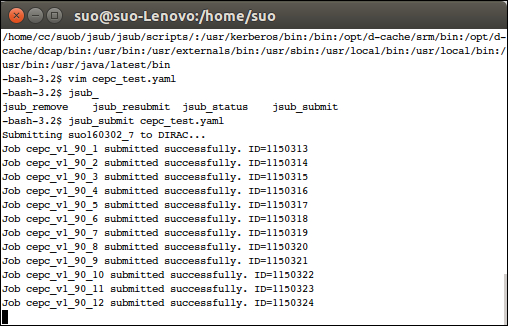 suo@suo-Lenovo:/home/suo
/home/cc/suob/jsub/jsub/scripts/:/usr/kerberos/bin:/bin:/opt/d-cache/srm/bin:/opt/d-
cache/dcap/bin:/usr/bin:/usr/externals/bin:/usr/sbin:/usr/local/bin:/usr/local/bin:/
usr/bin:/usr/java/latest/bin
-bash-3.2$ vim cepc_test.yaml
-bash-3.2$ jsub_
jsub_remove jsub_resubmit jsub_status jsub_submit
-bash-3.2$ jsub_submit cepc_test.yaml
Submitting suo160302_7 to DIRAC...
Job cepc_v1_90_1 submitted successfully. ID=1150313
Job cepc_v1_90_2 submitted successfully. ID=1150314
Job cepc_v1_90_3 submitted successfully. ID=1150315
Job cepc_v1_90_4 submitted successfully. ID=1150316
Job cepc_v1_90_5 submitted successfully. ID=1150317
Job cepc_v1_90_6 submitted successfully. ID=1150318
Job cepc_v1_90_7 submitted successfully. ID=1150319
Job cepc_v1_90_8 submitted successfully. ID=1150320
Job cepc_v1_90_9 submitted successfully. ID=1150321
Job cepc_v1_90_10 submitted successfully. ID=1150322
Job cepc_v1_90_11 submitted successfully. ID=1150323
Job cepc_v1_90_12 submitted successfully. ID=1150324